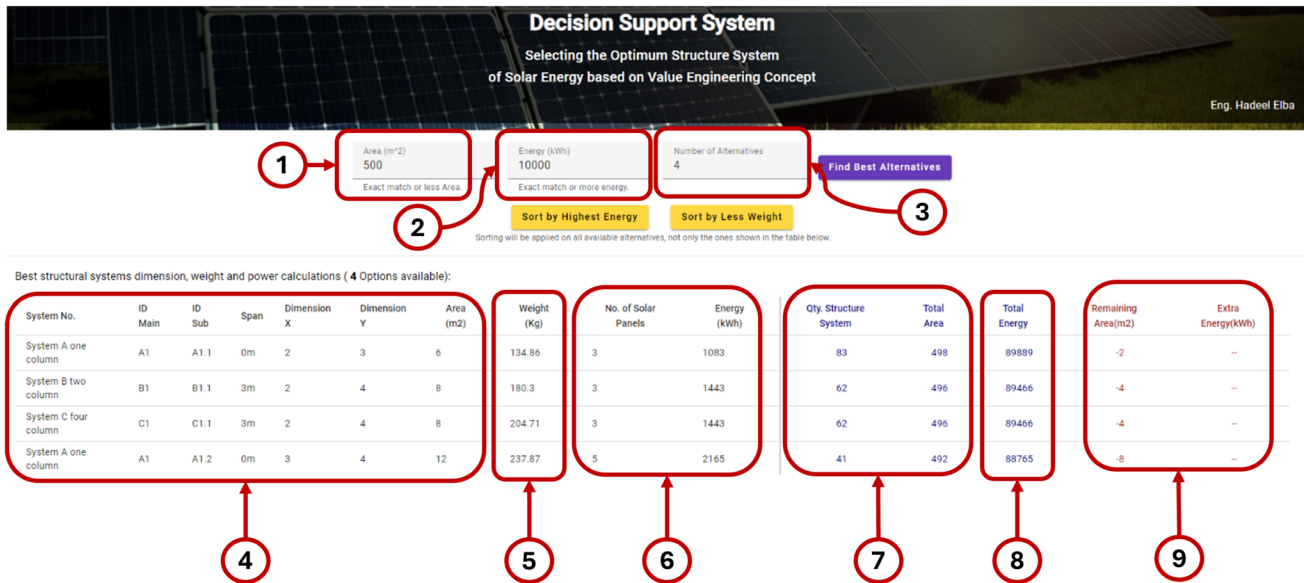 Decision Support System
Selecting the Optimum Structure System
of Solar Energy based on Value Engineering Concept
Eng. Hadeel Elba
Area (m^2)
500
Exact match or less Area.
Energy (kWh)
10000
Exact match or more energy.
Number of Alternatives
4
Find Best Alternatives
1
2
3
Sort by Highest Energy
Sort by Less Weight
Sorting will be applied on all available alternatives, not only the ones shown in the table below.
Best structural systems dimension, weight and power calculations ( 4 Options available):
System No. ID Main ID Sub Span Dimension X Dimension Y Area (m2) Weight (Kg) No. of Solar Panels Energy (kWh) Qty. Structure System Total Area Total Energy Remaining Area(m2) Extra Energy(kWh)
System A one column A1 A1.1 0m 2 3 6 134.86 3 1083 83 498 89889 -2 --
System B two column B1 B1.1 3m 2 4 8 180.3 3 1443 62 496 89466 -4 --
System C four column C1 C1.1 3m 2 4 8 204.71 3 1443 62 496 89466 -4 --
System A one column A1 A1.2 0m 3 4 12 237.87 5 2165 41 492 88765 -8 --
4
5
6
7
8
9